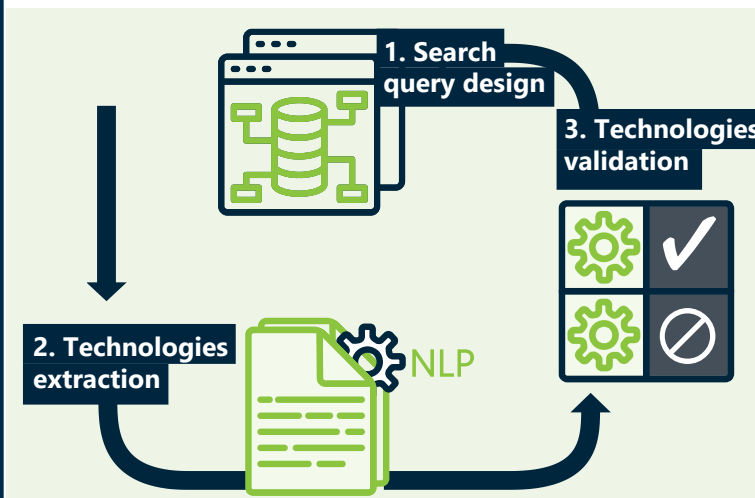 1. Search
query design
3. Technologies
validation
2. Technologies
extraction
NLP